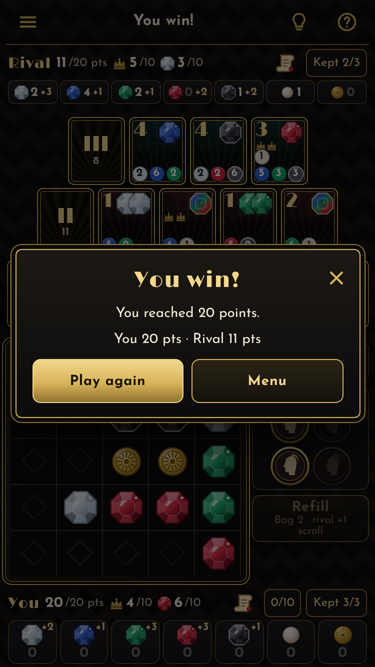 You win!
Rival 11/20 pts 5/10 3/10 Kept 2/3
2 +3 4 +1 2 +1 0 +2 1 +2 1 0
III 8
4 2 6 2
4 2 2 6
3 1 5 3 3
II 11
1
1
2
You win!
You reached 20 points.
You 20 pts · Rival 11 pts
Play again Menu
Refill
Bag 2 · rival +1
scroll
You 20/20 pts 4/10 6/10 0/10 Kept 3/3
+2 +1 +3 +3 +1
0 0 0 0 0 0 0